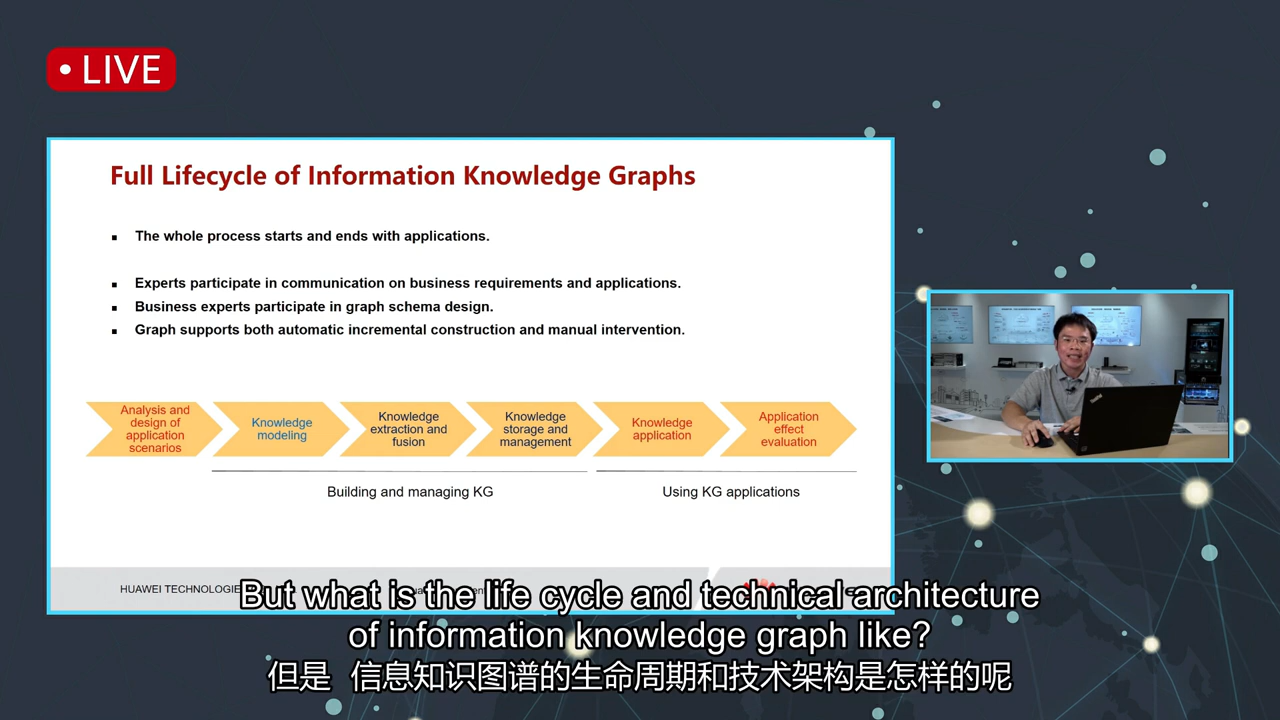 • LIVE
Full Lifecycle of Information Knowledge Graphs
▪ The whole process starts and ends with applications.
▪ Experts participate in communication on business requirements and applications.
▪ Business experts participate in graph schema design.
▪ Graph supports both automatic incremental construction and manual intervention.
Analysis and
design of
application
scenarios
Knowledge
modeling
Knowledge
extraction and
fusion
Knowledge
storage and
management
Knowledge
application
Application
effect
evaluation
Building and managing KG
Using KG applications
HUAWEI
But what is the life cycle and technical architecture
of information knowledge graph like?
但是 信息知识图谱的生命周期和技术架构是怎样的呢
ThinkPad